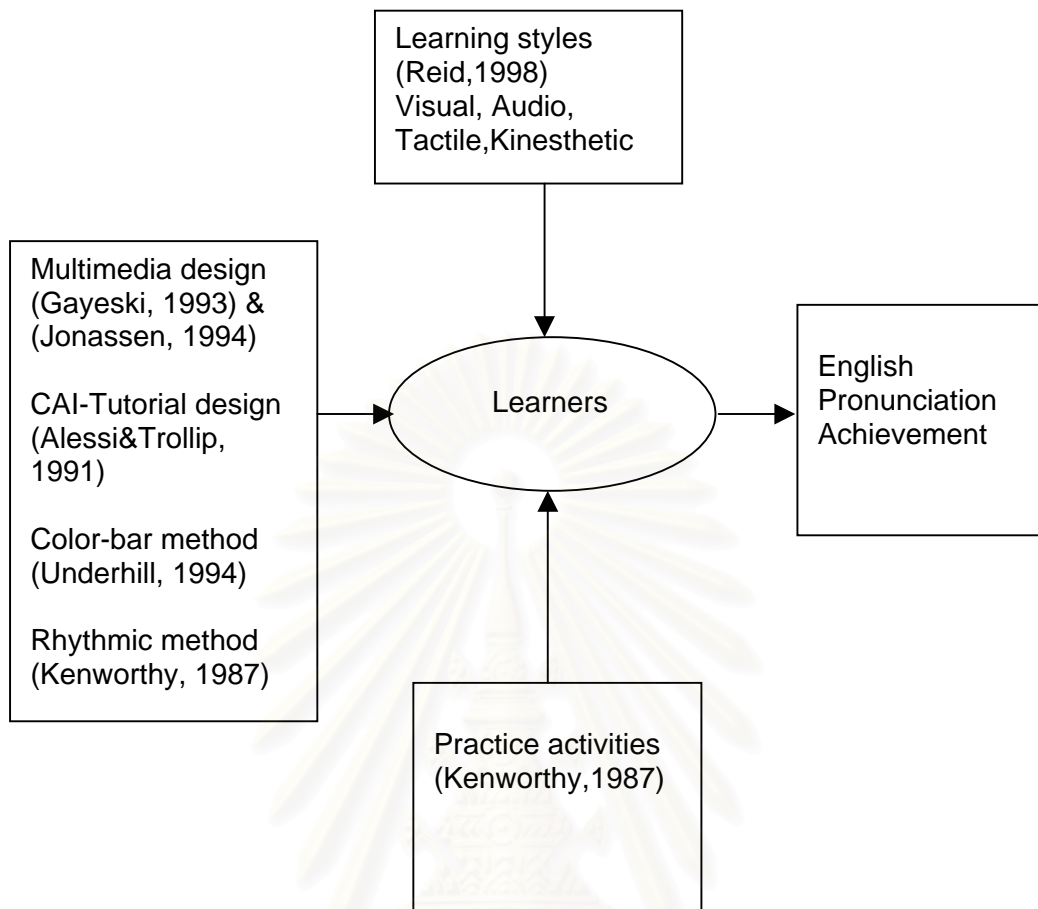 Learning styles
(Reid,1998)
Visual, Audio,
Tactile,Kinesthetic
Multimedia design
(Gayeski, 1993) &
(Jonassen, 1994)
CAI-Tutorial design
(Alessi&Trollip,
1991)
Color-bar method
(Underhill, 1994)
Rhythmic method
(Kenworthy, 1987)
Learners
English
Pronunciation
Achievement
Practice activities
(Kenworthy,1987)